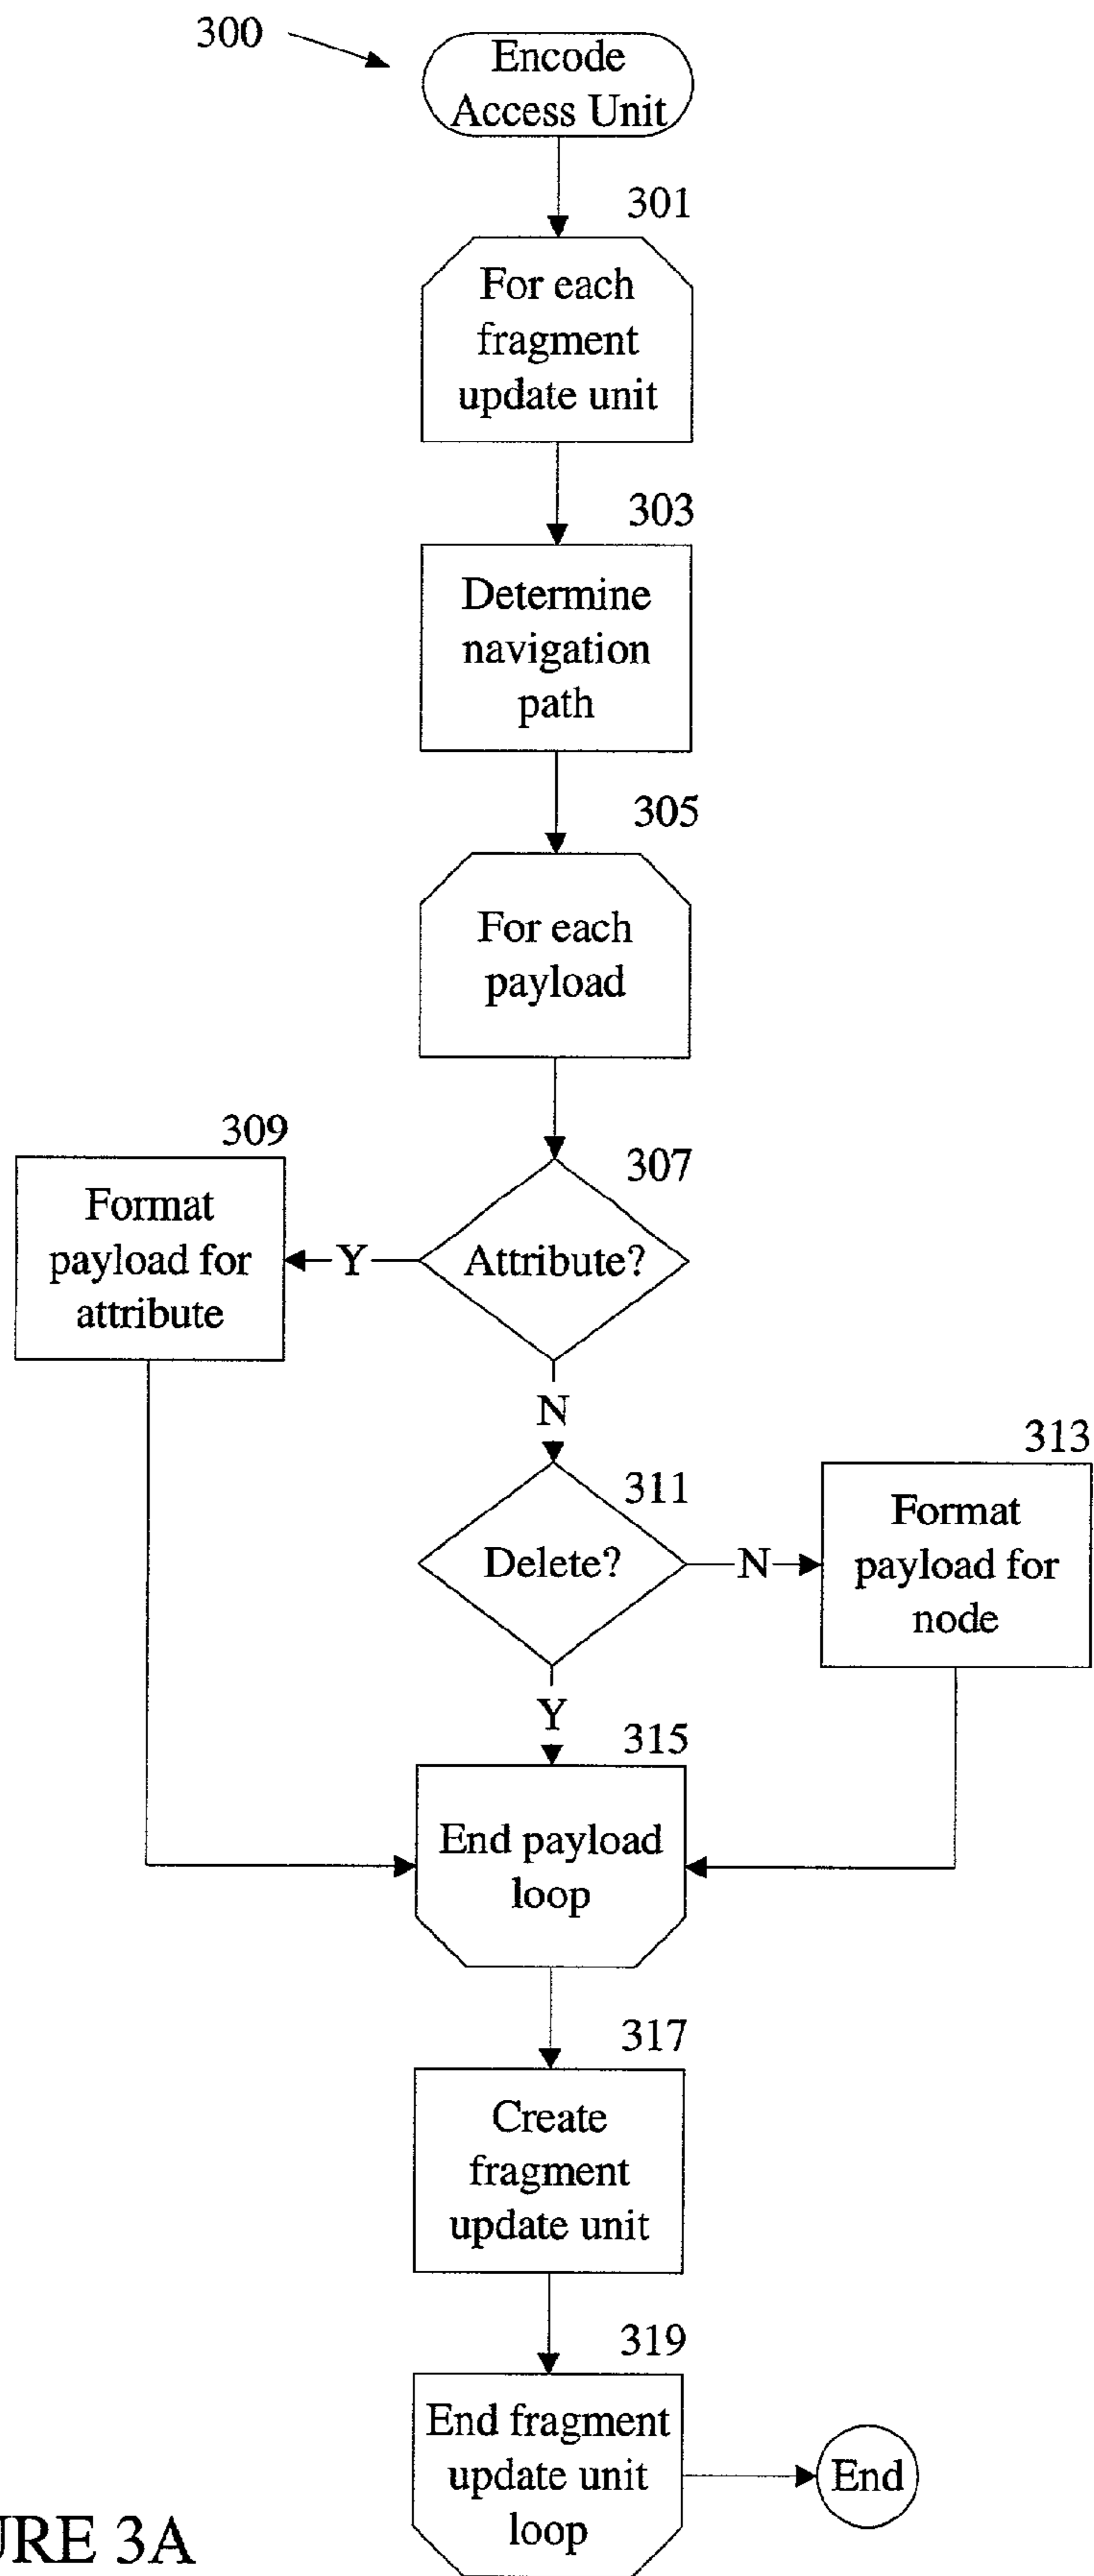 300
Encode
Access Unit
301
For each
fragment
update unit
303
Determine
navigation
path
305
For each
payload
309
Format
payload for
attribute
307
Attribute?
Y
N
311
Delete?
N
313
Format
payload for
node
Y
315
End payload
loop
317
Create
fragment
update unit
319
End fragment
update unit
loop
End
URE 3A